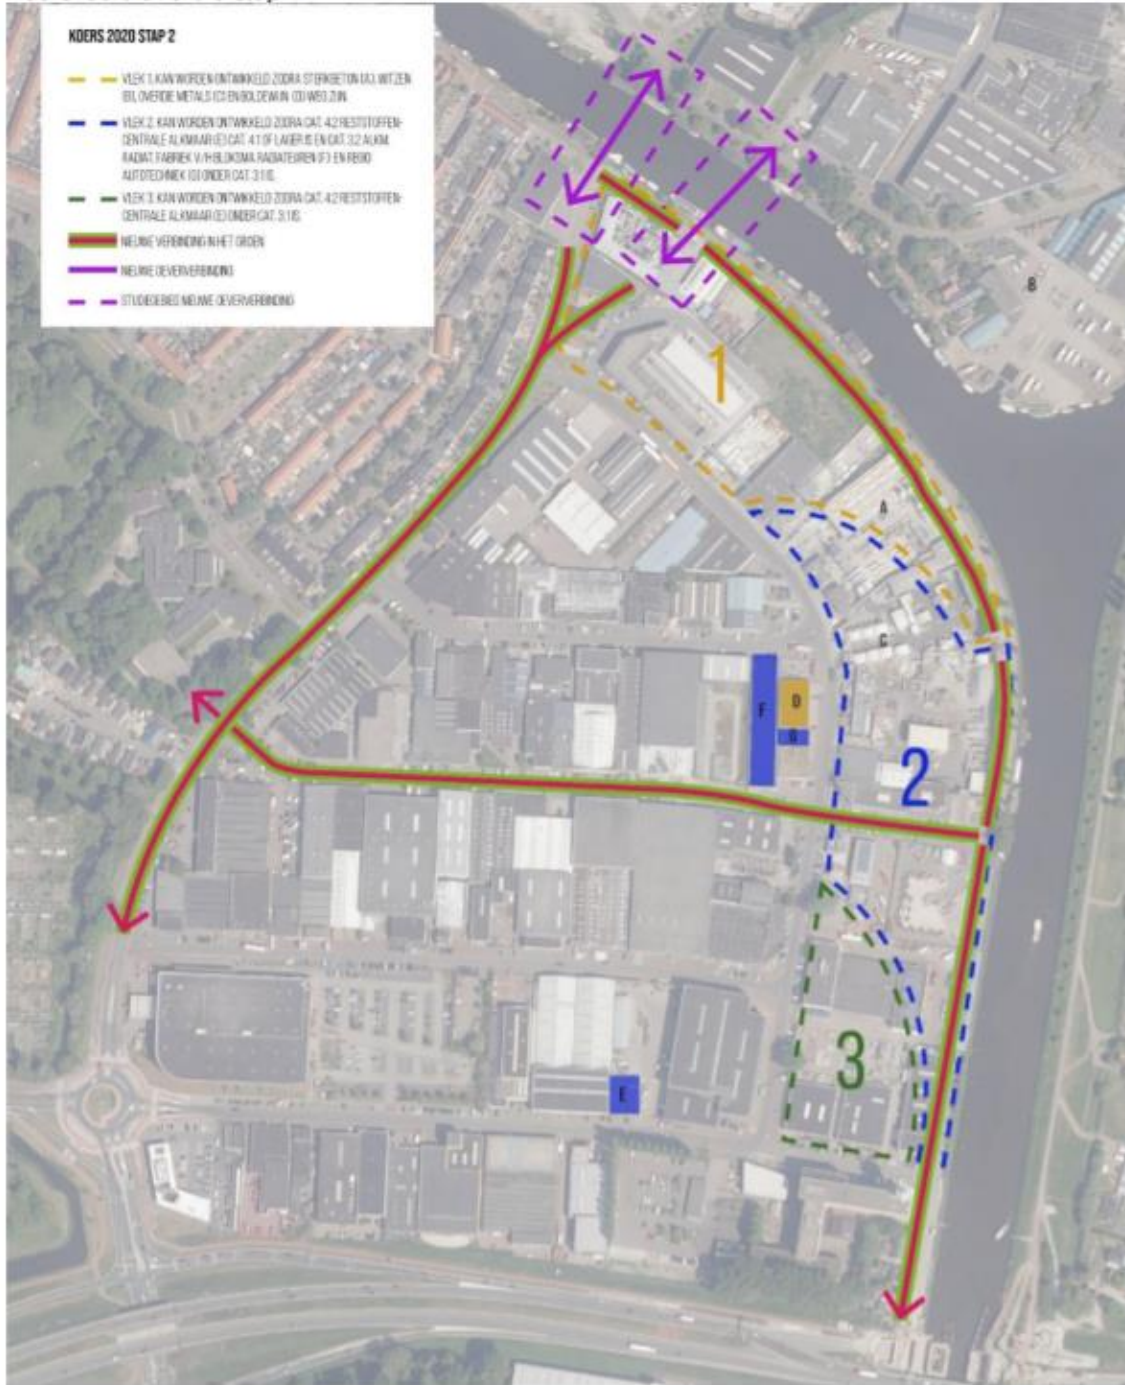 KOERS 2020 STAP 2
VLEK 1. KAN WORDEN ONTWIKKELD ZODRA STERKBETON (A), WITZEN
(B), OVERDIE METALS (C) EN BOLDEWIJN (D) WEG ZIJN.
VLEK 2. KAN WORDEN ONTWIKKELD ZODRA CAT. 4.2 RESTSTOFFEN-
CENTRALE ALKMAAR (E) CAT. 4.1 OF LAGER IS EN CAT. 3.2 ALKM.
RADIAT. FABRIEK V/H BLOKSMA RADIATEUREN (F) EN REGIO
AUTOTECHNIEK (G) ONDER CAT. 3.1 IS.
VLEK 3. KAN WORDEN ONTWIKKELD ZODRA CAT. 4.2 RESTSTOFFEN-
CENTRALE ALKMAAR (E) ONDER CAT. 3.1 IS.
NIEUWE VERBINDING IN HET GROEN
NIEUWE OEVERVERBINDING
STUDIEGEBIED NIEUWE OEVERVERBINDING
B
1
A
C
F
D
G
2
3
E